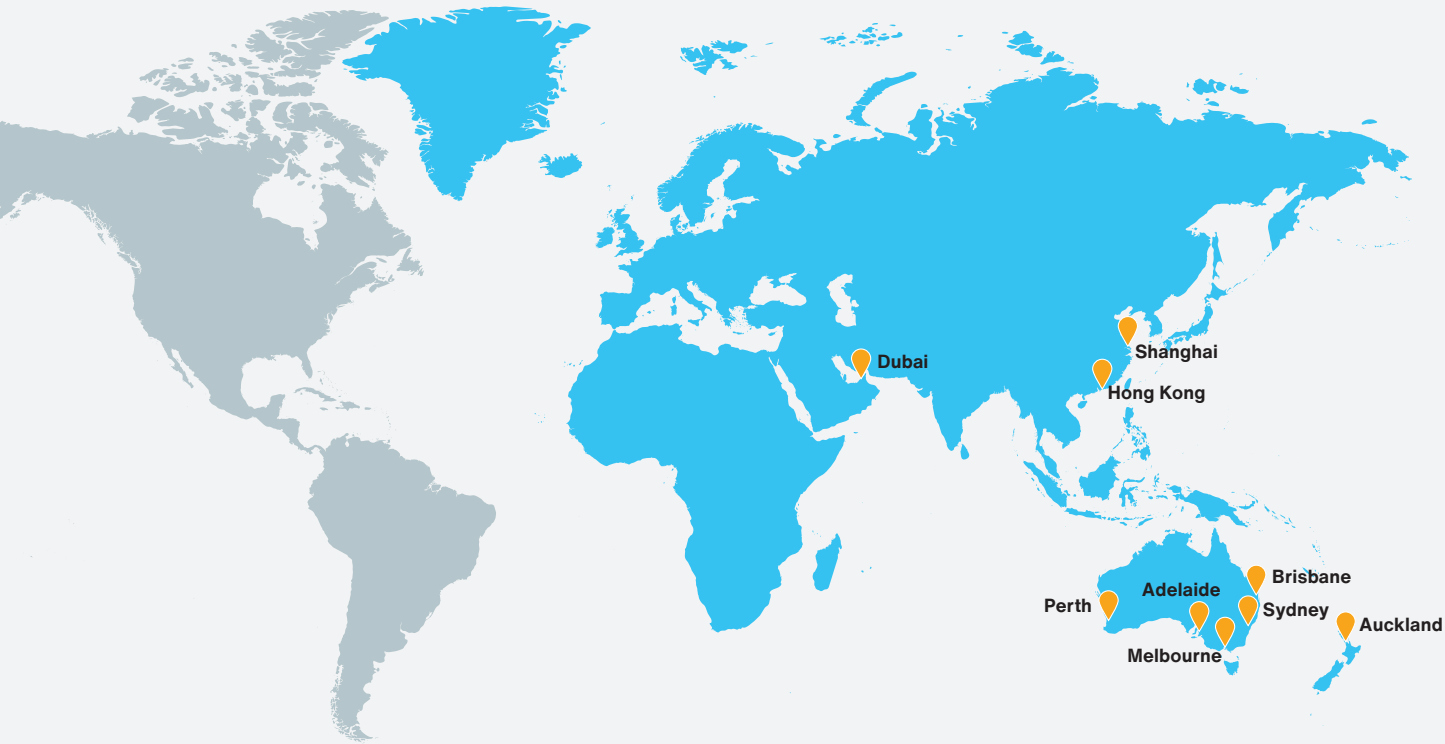 Shanghai
Dubai
Hong Kong
Brisbane
Adelaide
Perth
Sydney
Auckland
Melbourne